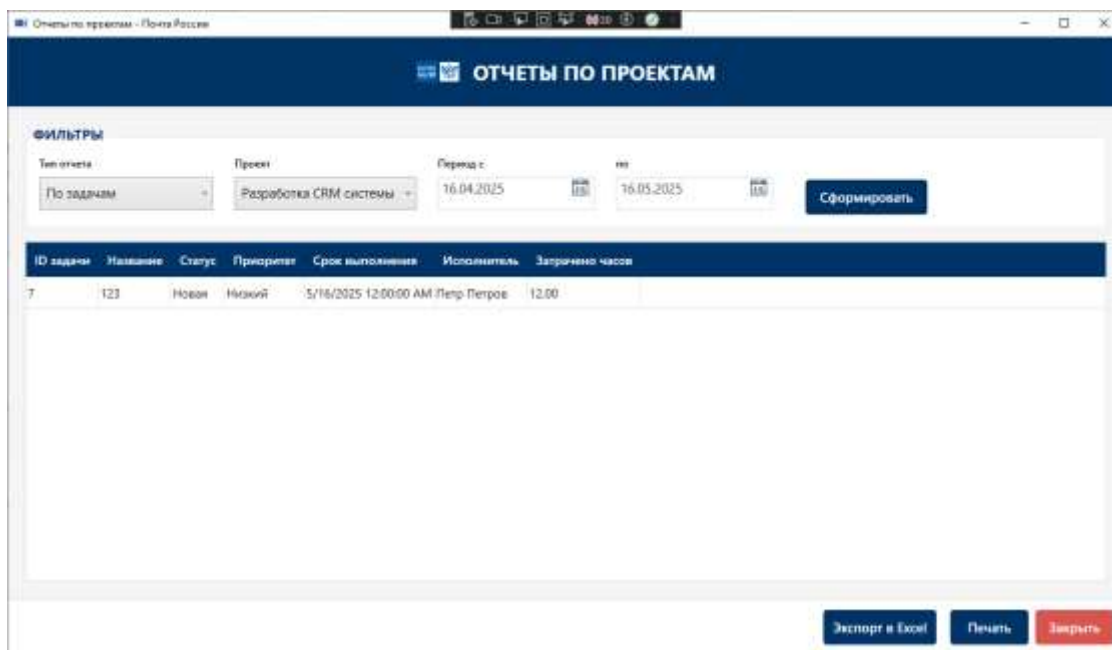 Отчеты по проектам - Почта России
ОТЧЕТЫ ПО ПРОЕКТАМ
ФИЛЬТРЫ
Тип отчета Проект Период с по
По задачам Разработка CRM системы 16.04.2025 16.05.2025 Сформировать
ID задачи Название Статус Приоритет Срок выполнения Исполнитель Затрачено часов
7 123 Новая Низкий 5/16/2025 12:00:00 AM Петр Петров 12.00
Экспорт в Excel Печать Закрыть